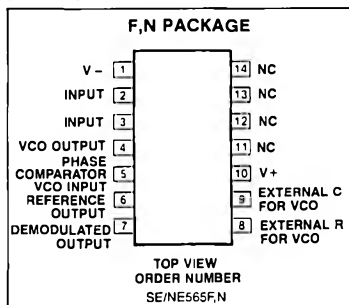 F,N PACKAGE
V- 1
INPUT 2
INPUT 3
VCO OUTPUT 4
PHASE
COMPARATOR 5
VCO INPUT
REFERENCE 6
OUTPUT
DEMODULATED 7
OUTPUT
14 NC
13 NC
12 NC
11 NC
10 V+
9 EXTERNAL C
FOR VCO
8 EXTERNAL R
FOR VCO
TOP VIEW
ORDER NUMBER
SE/NE565F,N